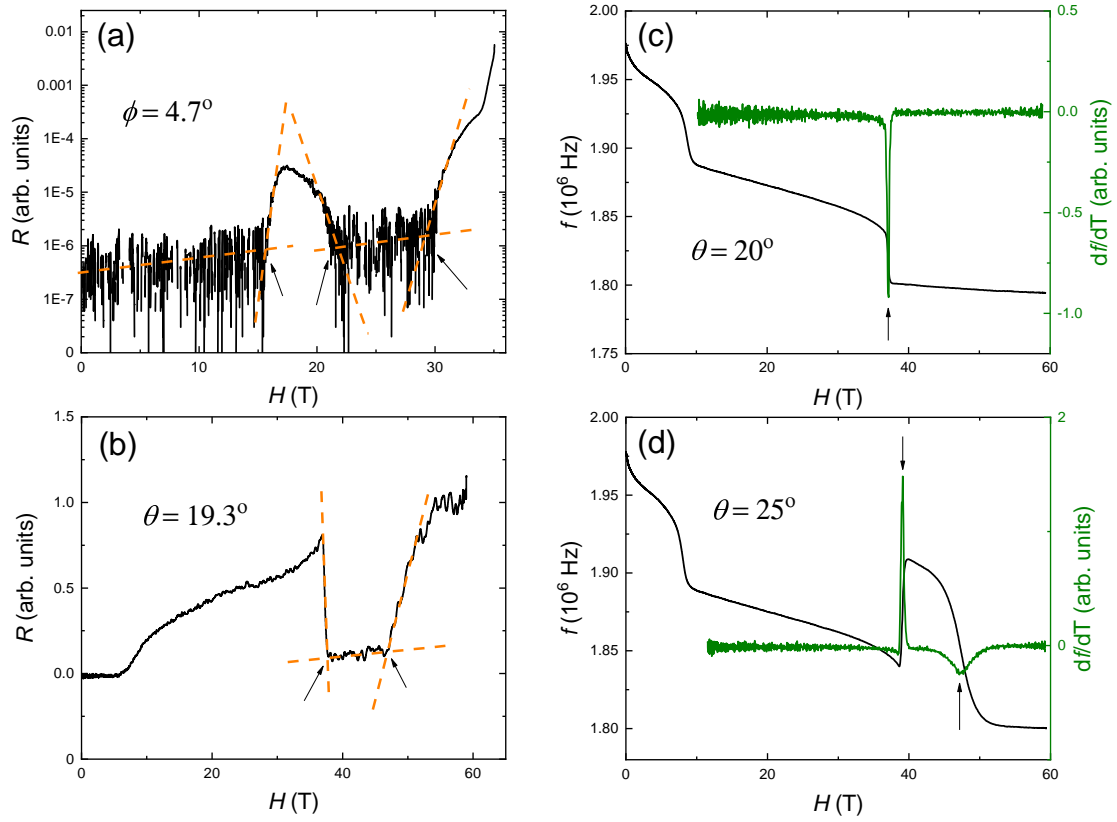 (a)
ϕ = 4.7°
0.01
0.001
1E-4
1E-5
1E-6
1E-7
0
R (arb. units)
0 10 20 30
H (T)
(c)
θ = 20°
2.00
1.95
1.90
1.85
1.80
1.75
f (10⁶ Hz)
0.5
0.0
-0.5
-1.0
df/dT (arb. units)
0 20 40 60
H (T)
(b)
θ = 19.3°
1.5
1.0
0.5
0.0
0
R (arb. units)
0 20 40 60
H (T)
(d)
θ = 25°
2.00
1.95
1.90
1.85
1.80
f (10⁶ Hz)
2
0
df/dT (arb. units)
0 20 40 60
H (T)